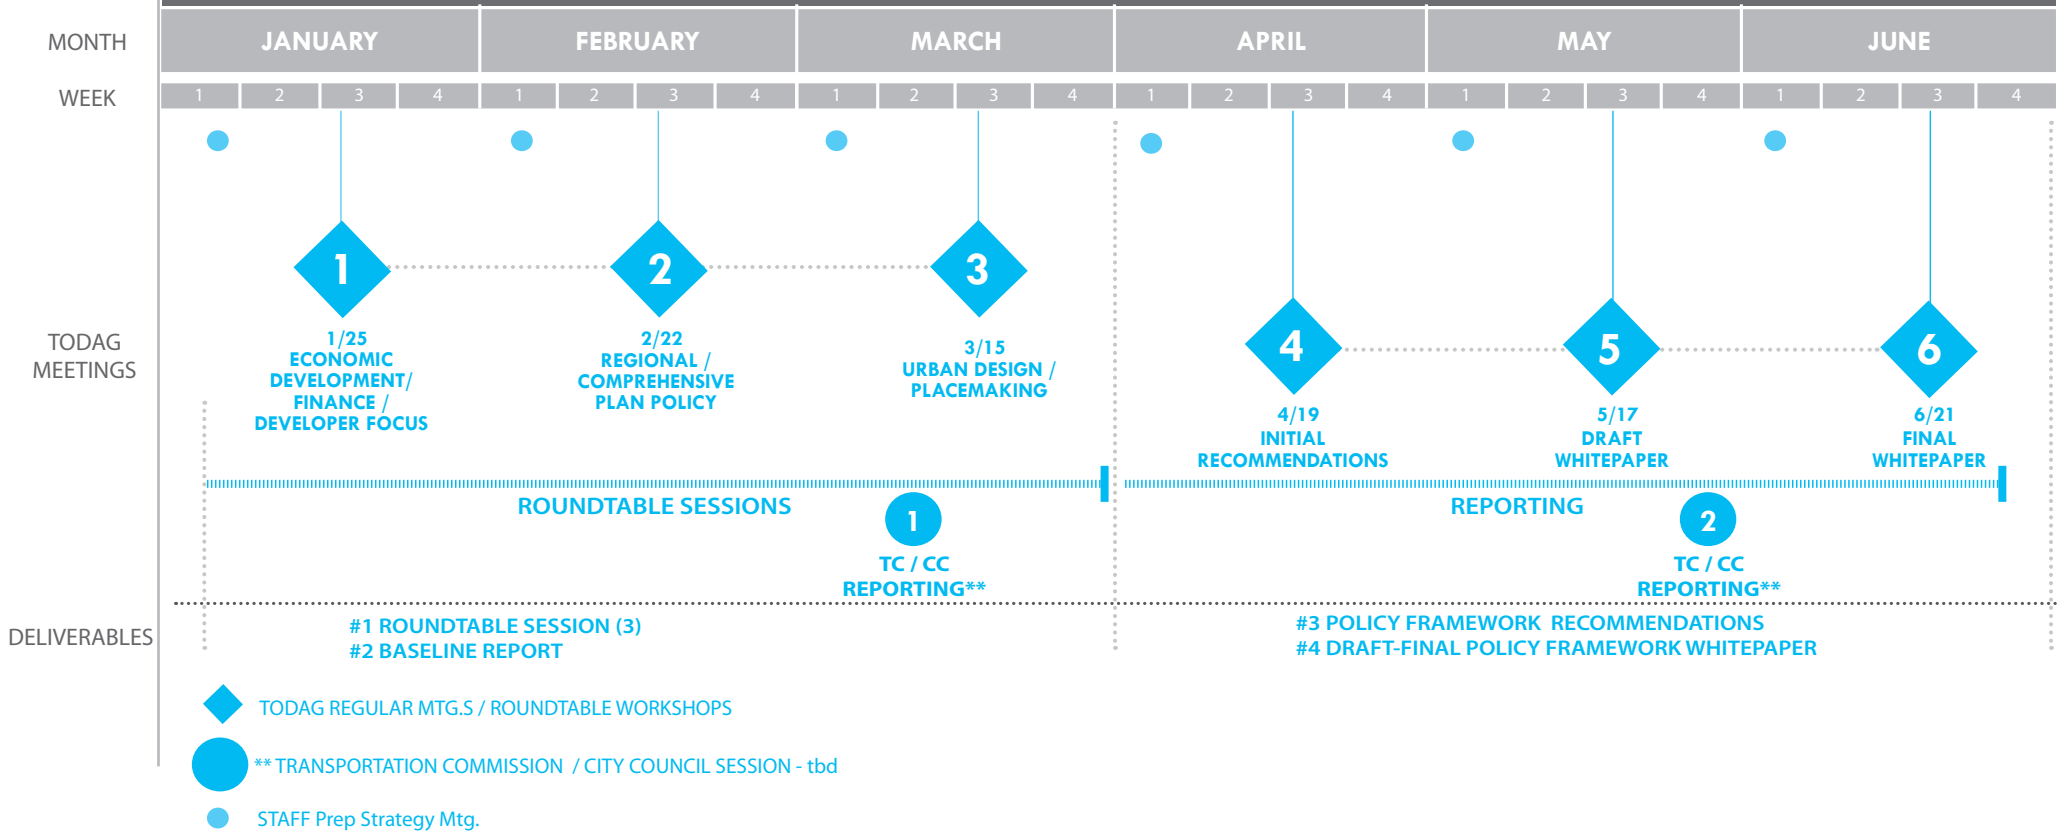 MONTH
JANUARY FEBRUARY MARCH APRIL MAY JUNE
WEEK
1 2 3 4 1 2 3 4 1 2 3 4 1 2 3 4 1 2 3 4 1 2 3 4
TODAG
MEETINGS
1
1/25
ECONOMIC
DEVELOPMENT/
FINANCE /
DEVELOPER FOCUS
2
2/22
REGIONAL /
COMPREHENSIVE
PLAN POLICY
3
3/15
URBAN DESIGN /
PLACEMAKING
4
4/19
INITIAL
RECOMMENDATIONS
5
5/17
DRAFT
WHITEPAPER
6
6/21
FINAL
WHITEPAPER
ROUNDTABLE SESSIONS
1
TC / CC
REPORTING**
REPORTING
2
TC / CC
REPORTING**
DELIVERABLES
#1 ROUNDTABLE SESSION (3)
#2 BASELINE REPORT
#3 POLICY FRAMEWORK RECOMMENDATIONS
#4 DRAFT-FINAL POLICY FRAMEWORK WHITEPAPER
TODAG REGULAR MTG.S / ROUNDTABLE WORKSHOPS
** TRANSPORTATION COMMISSION / CITY COUNCIL SESSION - tbd
STAFF Prep Strategy Mtg.